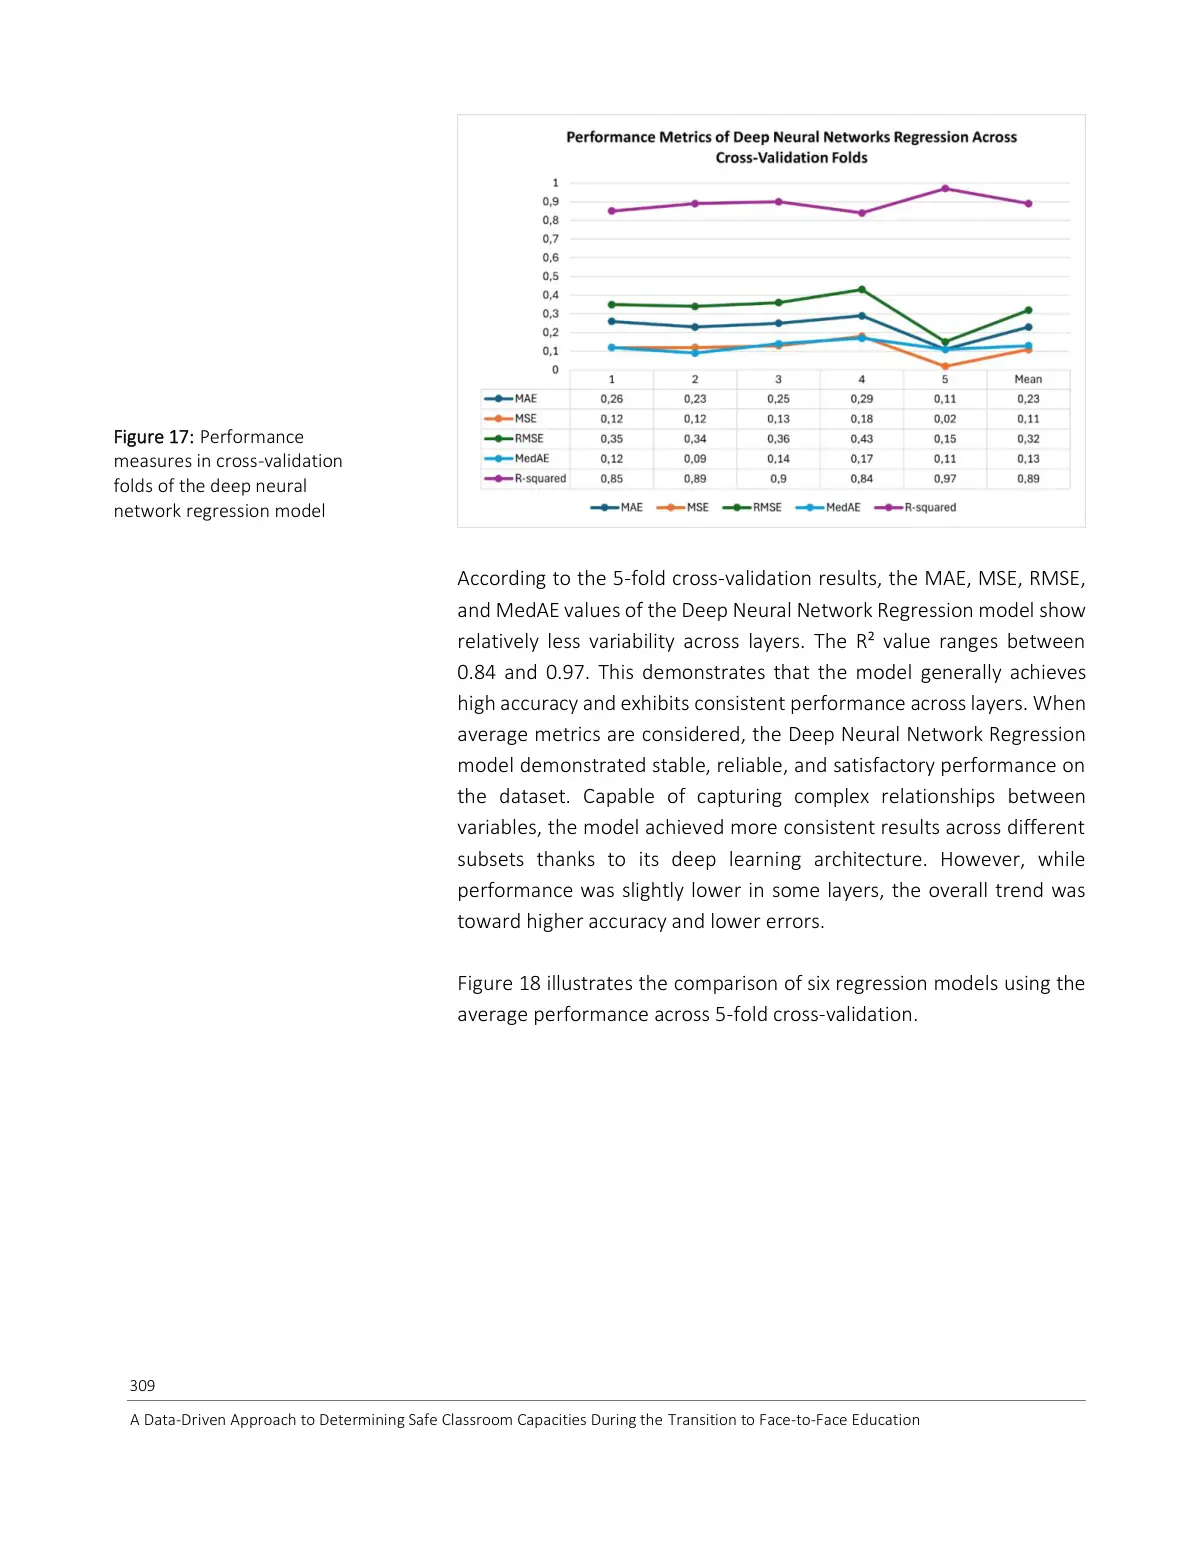 Performance Metrics of Deep Neural Networks Regression Across
Cross-Validation Folds
1
0,9
0,8
0,7
0,6
0,5
0,4
0,3
0,2
0,1
0
1 2 3 4 5 Mean
MAE 0,26 0,23 0,25 0,29 0,11 0,23
MSE 0,12 0,12 0,13 0,18 0,02 0,11
RMSE 0,35 0,34 0,36 0,43 0,15 0,32
MedAE 0,12 0,09 0,14 0,17 0,11 0,13
R-squared 0,85 0,89 0,9 0,84 0,97 0,89
MAE MSE RMSE MedAE R-squared
Figure 17: Performance
measures in cross-validation
folds of the deep neural
network regression model
According to the 5-fold cross-validation results, the MAE, MSE, RMSE,
and MedAE values of the Deep Neural Network Regression model show
relatively less variability across layers. The R² value ranges between
0.84 and 0.97. This demonstrates that the model generally achieves
high accuracy and exhibits consistent performance across layers. When
average metrics are considered, the Deep Neural Network Regression
model demonstrated stable, reliable, and satisfactory performance on
the dataset. Capable of capturing complex relationships between
variables, the model achieved more consistent results across different
subsets thanks to its deep learning architecture. However, while
performance was slightly lower in some layers, the overall trend was
toward higher accuracy and lower errors.
Figure 18 illustrates the comparison of six regression models using the
average performance across 5-fold cross-validation.
309
A Data-Driven Approach to Determining Safe Classroom Capacities During the Transition to Face-to-Face Education